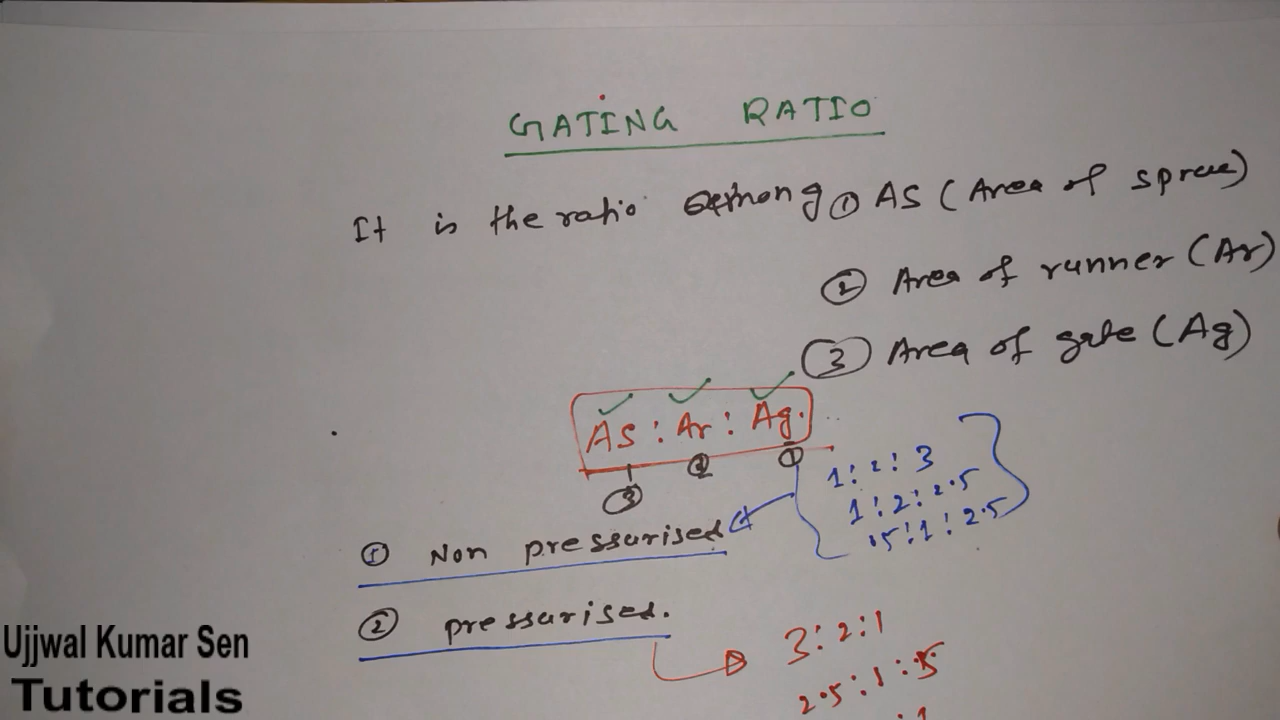 GATING RATIO
It is the ratio among ① AS (Area of sprue)
② Area of runner (Ar)
③ Area of gate (Ag)
AS : Ar : Ag.
③ ② ①
1 : 2 : 3
1 : 2 : 2.5
.5 : 1 : 2.5
① Non pressurised
② pressurised.
3 : 2 : 1
2.5 : 1 : .5
Ujjwal Kumar Sen
Tutorials